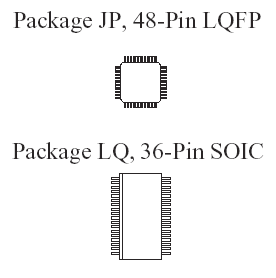 Package JP, 48-Pin LQFP
Package LQ, 36-Pin SOIC